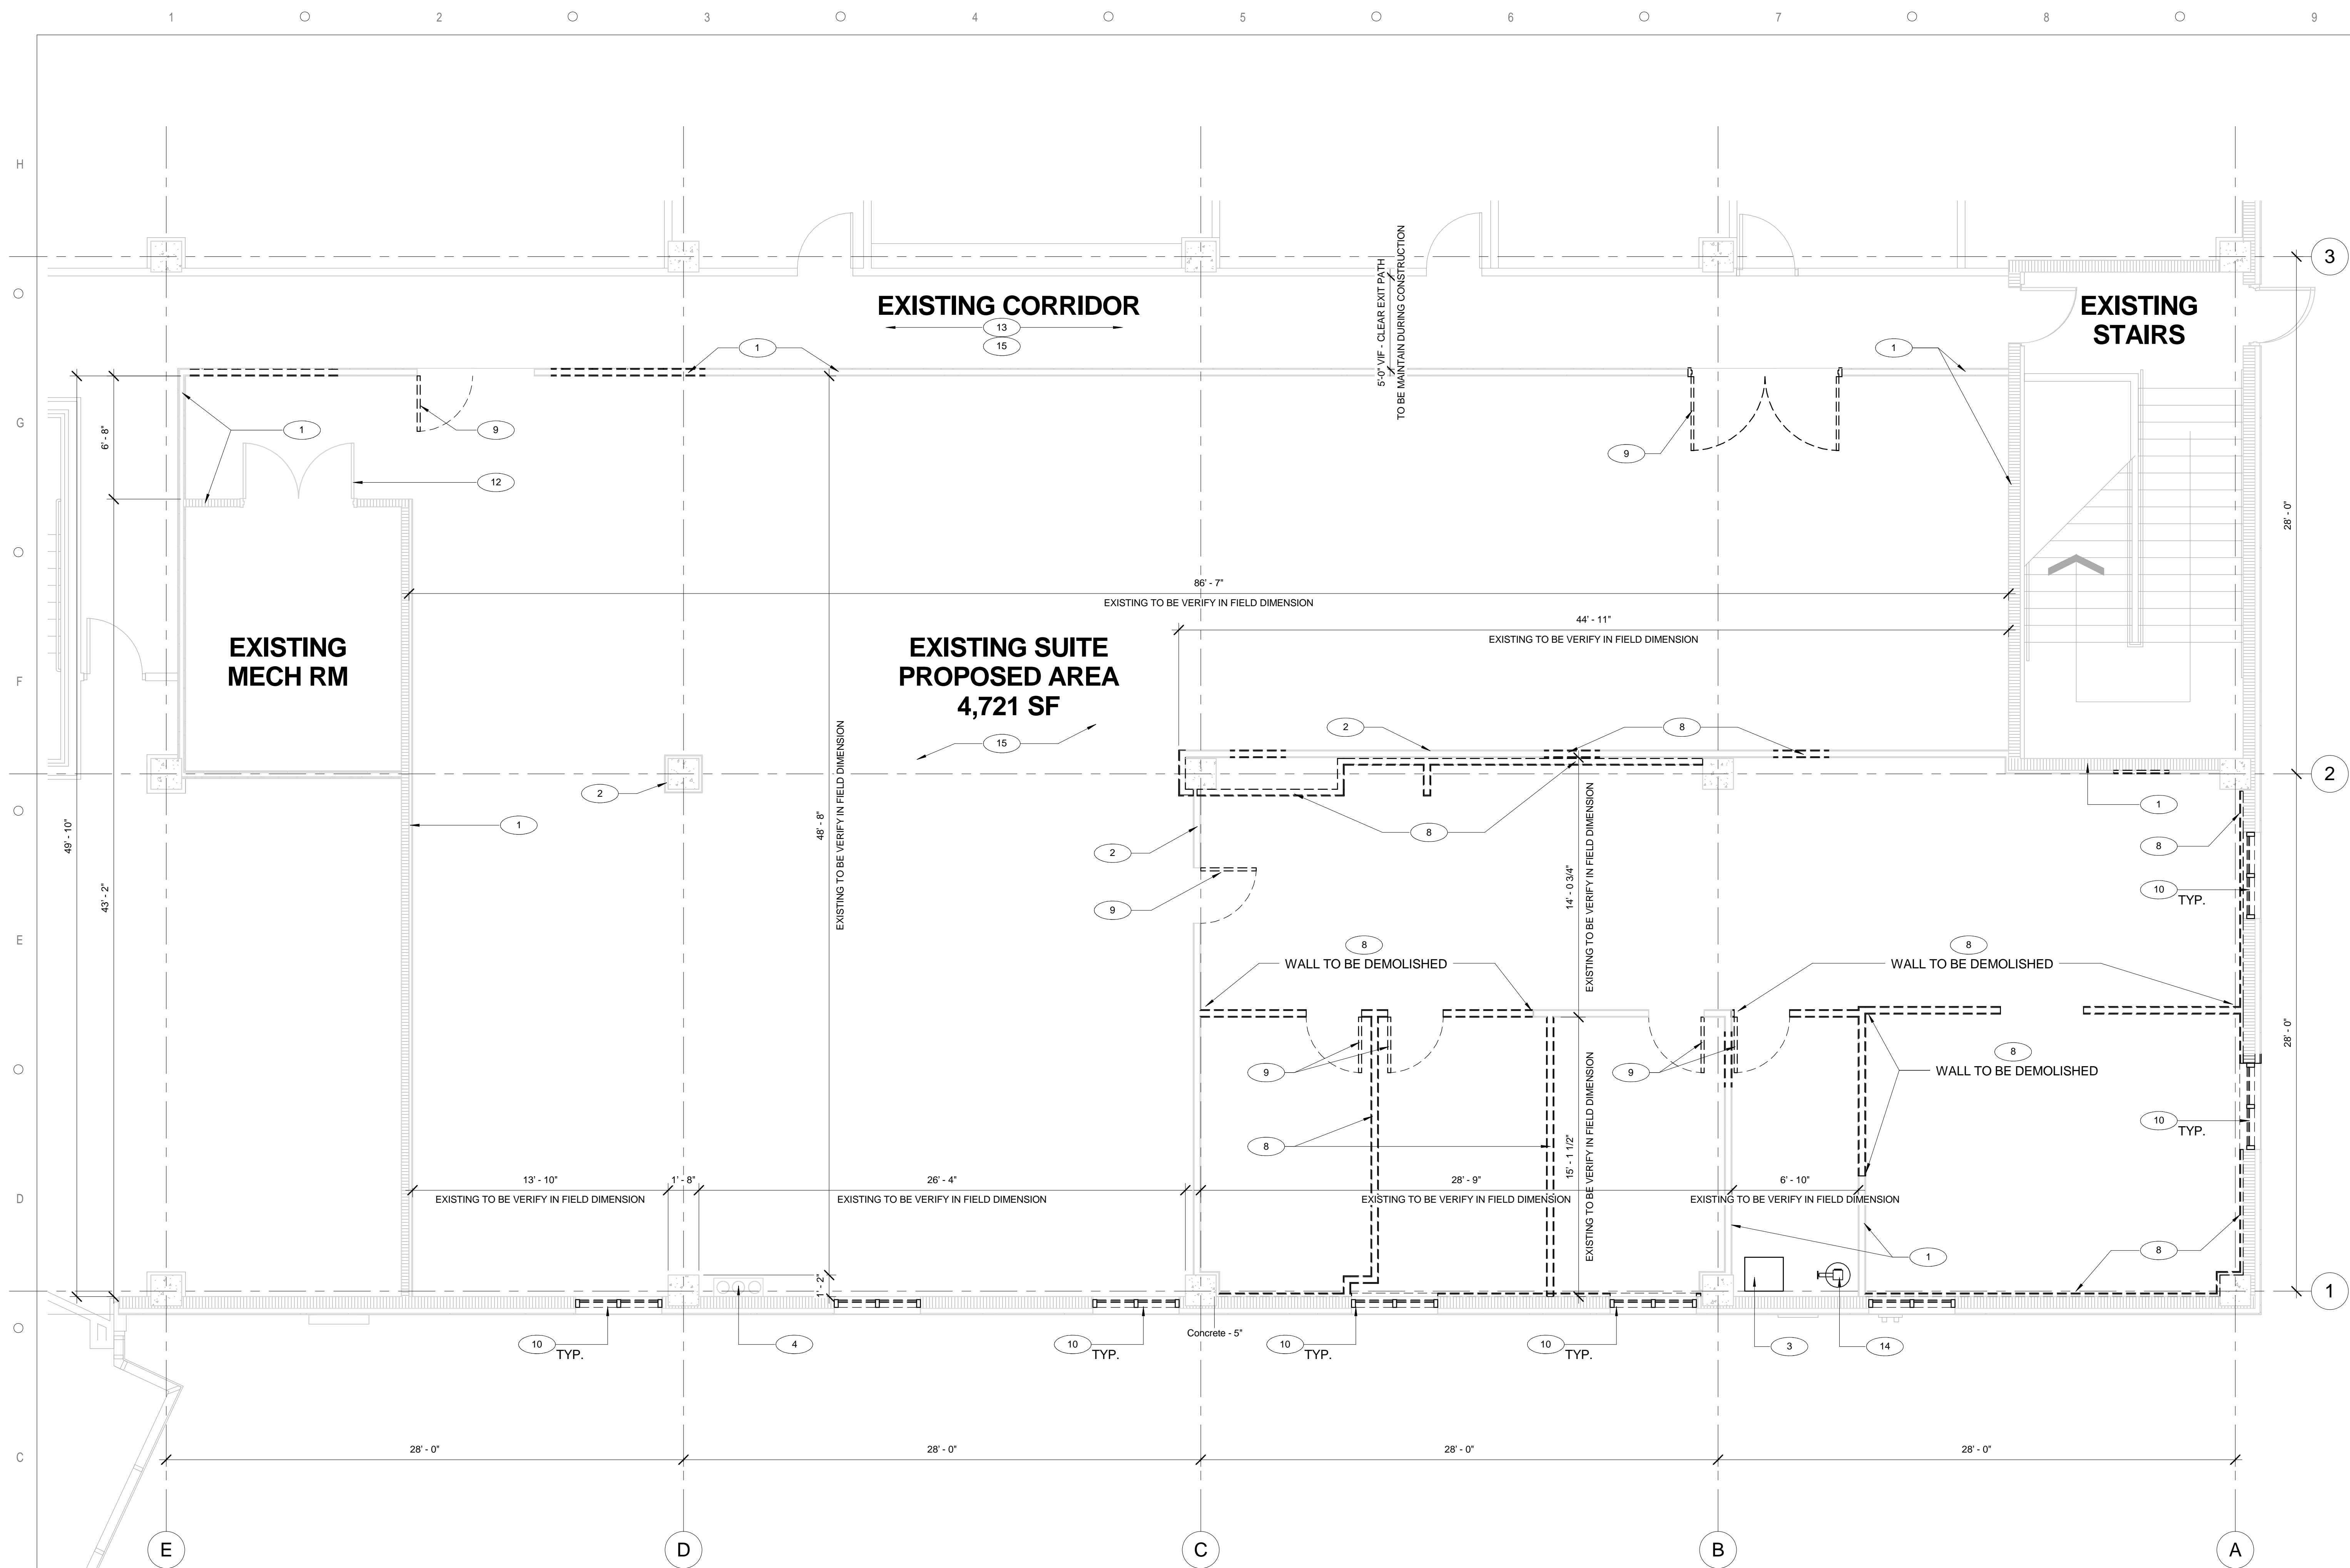 1 2 3 4 5 6 7 8 9
H
3
5'-0" VIF - CLEAR EXIT PATH
TO BE MAINTAIN DURING CONSTRUCTION
EXISTING CORRIDOR
13
15
EXISTING
STAIRS
1
1
G
6' - 8"
1
9
9
12
28' - 0"
86' - 7"
EXISTING TO BE VERIFY IN FIELD DIMENSION
44' - 11"
EXISTING TO BE VERIFY IN FIELD DIMENSION
EXISTING
MECH RM
EXISTING SUITE
PROPOSED AREA
4,721 SF
F
15
2
8
2
2
1
1
49' - 10"
43' - 2"
48' - 8"
EXISTING TO BE VERIFY IN FIELD DIMENSION
8
8
2
14' - 0 3/4"
EXISTING TO BE VERIFY IN FIELD DIMENSION
10
TYP.
9
E
8
WALL TO BE DEMOLISHED
8
WALL TO BE DEMOLISHED
28' - 0"
8
WALL TO BE DEMOLISHED
9
9
10
TYP.
8
15' - 1 1/2"
EXISTING TO BE VERIFY IN FIELD DIMENSION
D
13' - 10"
EXISTING TO BE VERIFY IN FIELD DIMENSION
1' - 8"
26' - 4"
EXISTING TO BE VERIFY IN FIELD DIMENSION
28' - 9"
EXISTING TO BE VERIFY IN FIELD DIMENSION
6' - 10"
EXISTING TO BE VERIFY IN FIELD DIMENSION
1
8
1' - 2"
1
Concrete - 5"
10
TYP.
4
10
TYP.
10
TYP.
10
TYP.
3
14
C
28' - 0"
28' - 0"
28' - 0"
28' - 0"
E
D
C
B
A